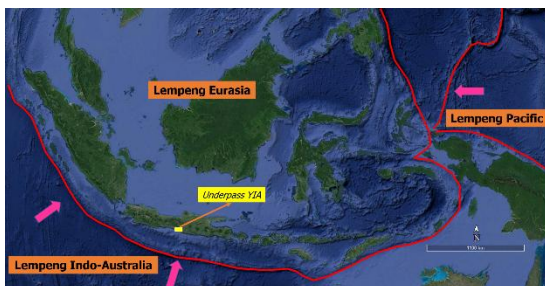 Lempeng Eurasia
Lempeng Pacific
Underpass YIA
Lempeng Indo-Australia
N